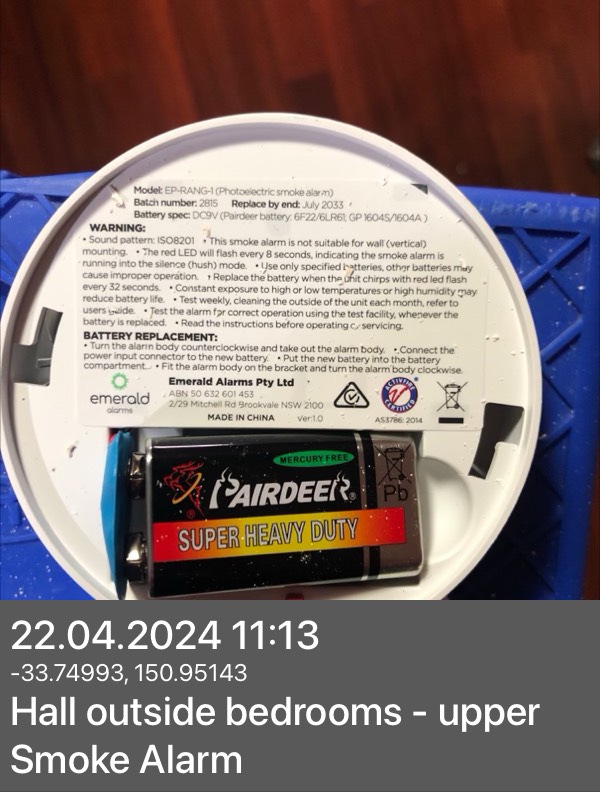 Model: EP-RANG-1 (Photoelectric smoke alarm)
Batch number: 2815 Replace by end: July 2033
Battery spec: DC9V (Pairdeer battery: 6F22/6LR61; GP 1604S/1604A )
WARNING:
• Sound pattern: ISO8201 • This smoke alarm is not suitable for wall (vertical)
mounting. • The red LED will flash every 8 seconds, indicating the smoke alarm is
running into the silence (hush) mode. • Use only specified batteries, other batteries may
cause improper operation. • Replace the battery when the unit chirps with red led flash
every 32 seconds. • Constant exposure to high or low temperatures or high humidity may
reduce battery life. • Test weekly, cleaning the outside of the unit each month, refer to
users guide. • Test the alarm for correct operation using the test facility, whenever the
battery is replaced. • Read the instructions before operating or servicing.
BATTERY REPLACEMENT:
• Turn the alarm body counterclockwise and take out the alarm body. • Connect the
power input connector to the new battery. • Put the new battery into the battery
compartment. • Fit the alarm body on the bracket and turn the alarm body clockwise.
emerald
alarms
Emerald Alarms Pty Ltd
ABN 50 632 601 453
2/29 Mitchell Rd Brookvale NSW 2100
MADE IN CHINA ver:1.0
ACTIVFIRE
CERTIFIED
AS3786: 2014
MERCURY FREE
PAIRDEER®
SUPER HEAVY DUTY
Pb
22.04.2024 11:13
-33.74993, 150.95143
Hall outside bedrooms - upper
Smoke Alarm